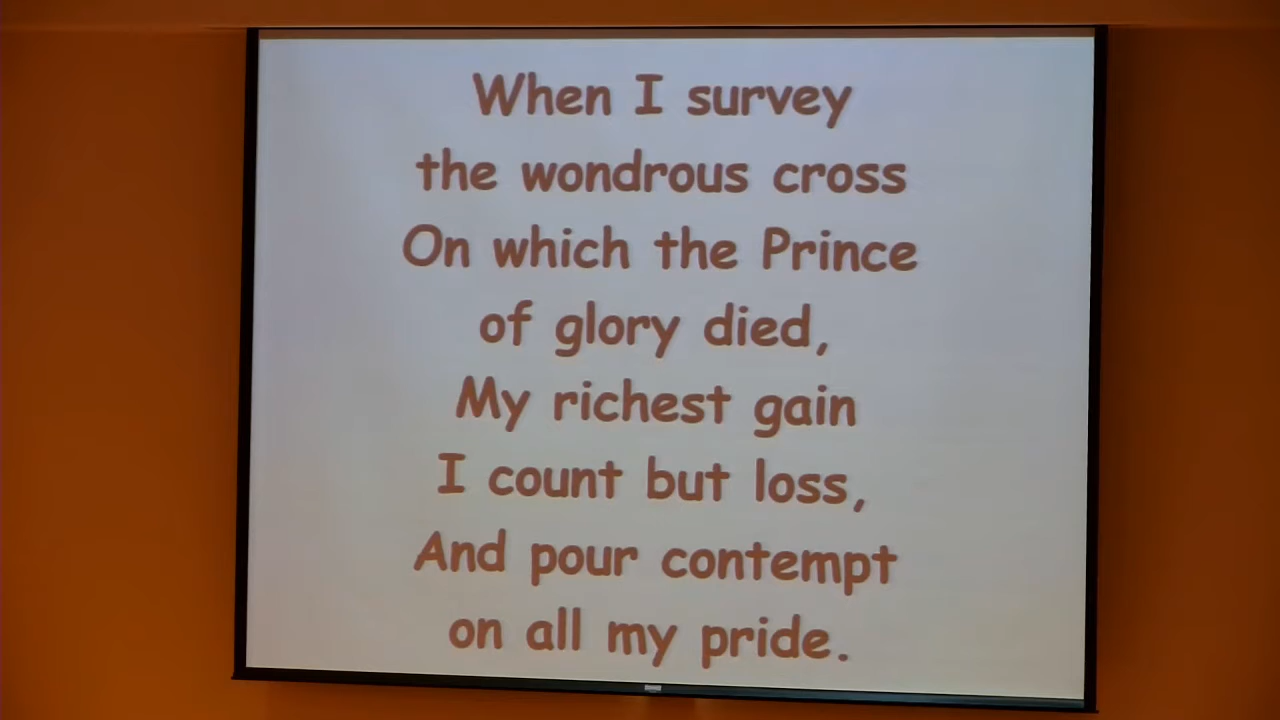 When I survey
the wondrous cross
On which the Prince
of glory died,
My richest gain
I count but loss,
And pour contempt
on all my pride.